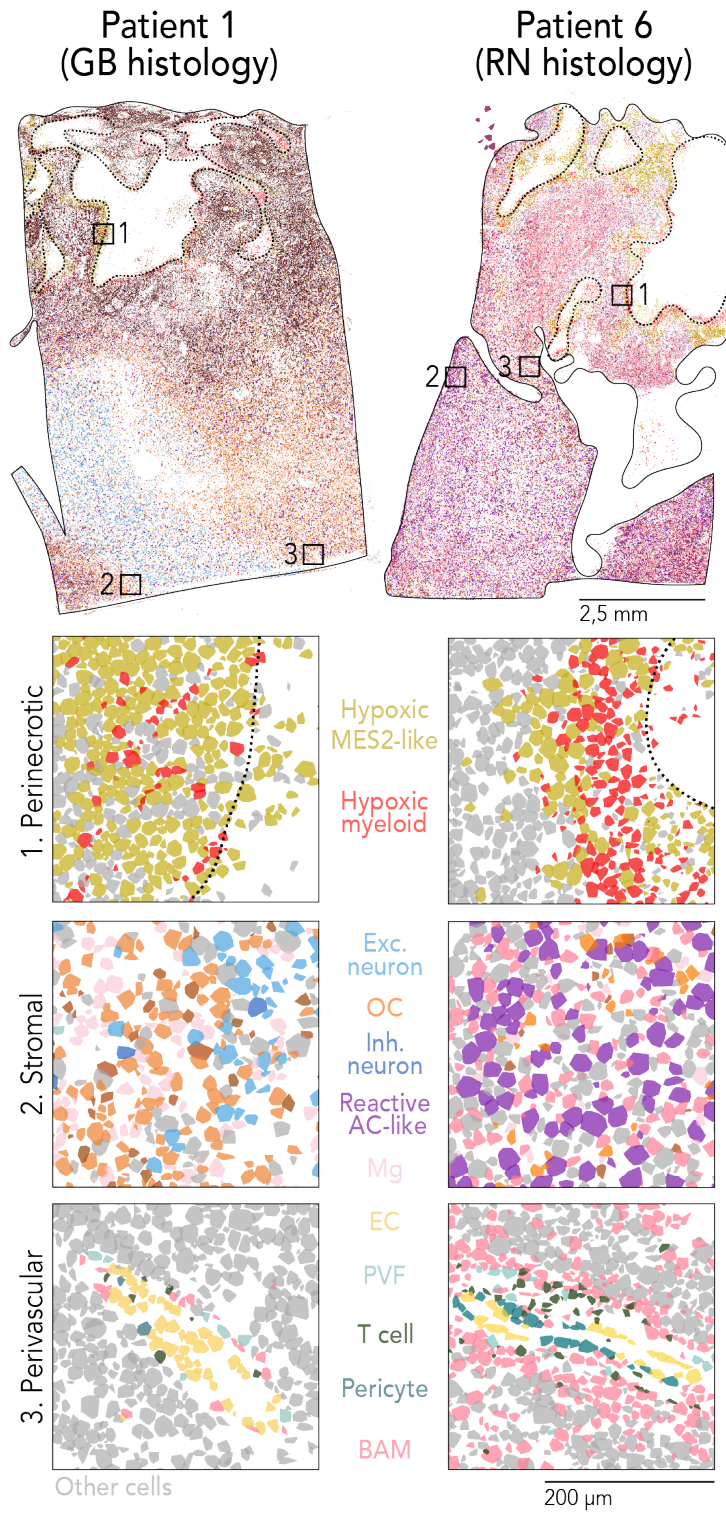 Patient 1
(GB histology)
Patient 6
(RN histology)
1
2
3
1
2
3
2,5 mm
1. Perinecrotic
Hypoxic
MES2-like
Hypoxic
myeloid
2. Stromal
Exc.
neuron
OC
Inh.
neuron
Reactive
AC-like
Mg
3. Perivascular
EC
PVF
T cell
Pericyte
BAM
Other cells
200 µm